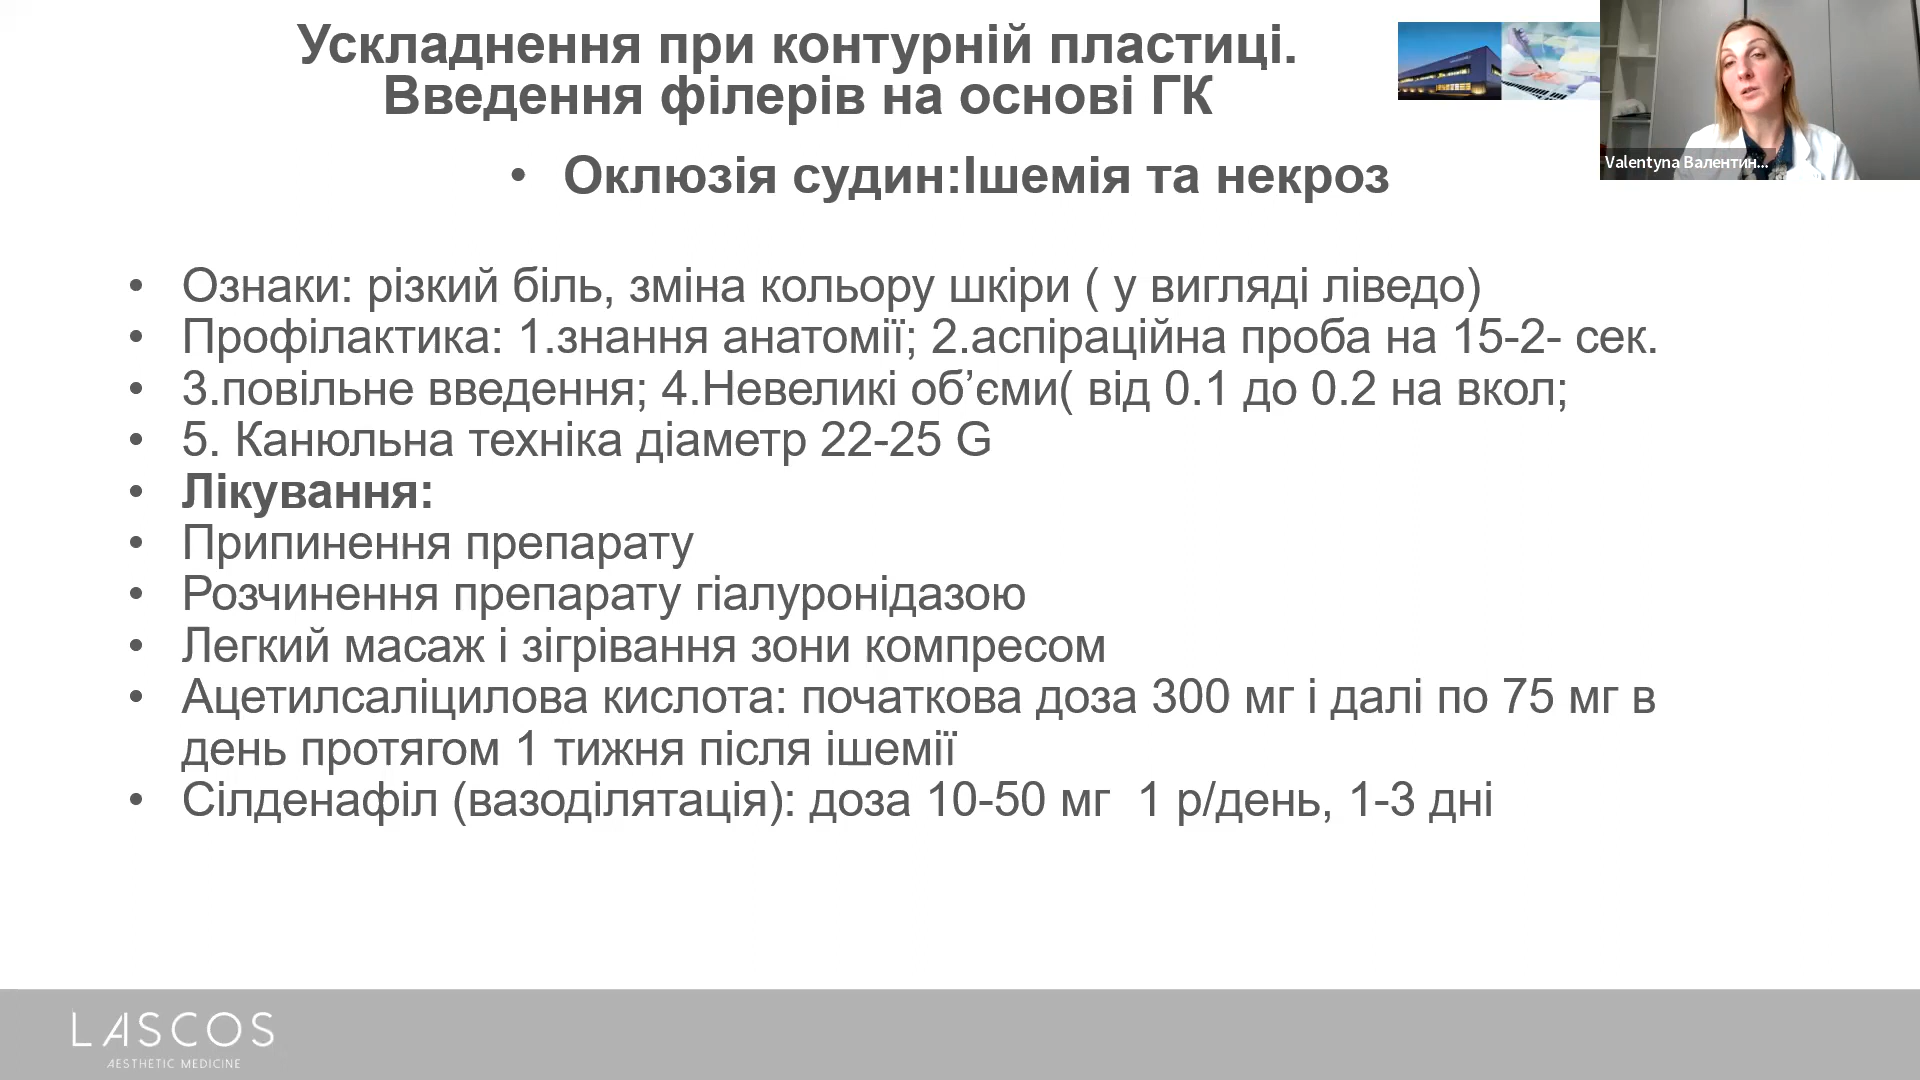 Ускладнення при контурній пластиці.
Введення філерів на основі ГК
Valentyna Валентин...
• Оклюзія судин:Ішемія та некроз
• Ознаки: різкий біль, зміна кольору шкіри ( у вигляді ліведо)
• Профілактика: 1.знання анатомії; 2.аспіраційна проба на 15-2- сек.
• 3.повільне введення; 4.Невеликі об’єми( від 0.1 до 0.2 на вкол;
• 5. Канюльна техніка діаметр 22-25 G
• Лікування:
• Припинення препарату
• Розчинення препарату гіалуронідазою
• Легкий масаж і зігрівання зони компресом
• Ацетилсаліцилова кислота: початкова доза 300 мг і далі по 75 мг в
день протягом 1 тижня після ішемії
• Сілденафіл (вазоділятація): доза 10-50 мг  1 р/день, 1-3 дні
LASCOS
AESTHETIC MEDICINE